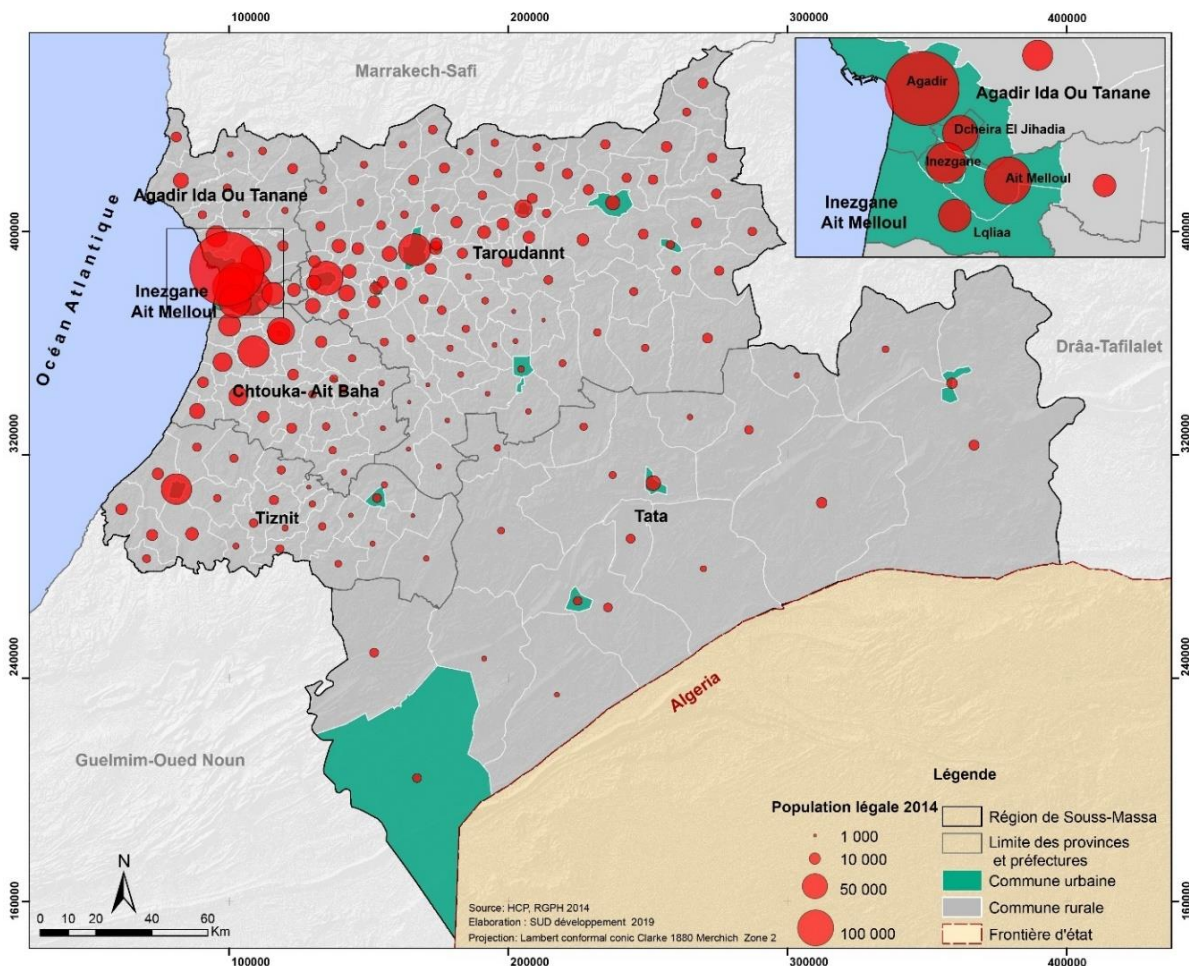 100000
200000
300000
400000
Marrakech-Safi
Agadir
Agadir Ida Ou Tanane
Dcheira El Jihadia
Inezgane
Ait Melloul
Inezgane
Ait Melloul
Lqliaa
400000
400000
Agadir Ida Ou Tanane
Taroudannt
Inezgane
Ait Melloul
Océan Atlantique
Drâa-Tafilalet
Chtouka- Ait Baha
320000
320000
Tiznit
Tata
240000
240000
Algeria
Guelmim-Oued Noun
Légende
Population légale 2014
1 000
10 000
50 000
100 000
Région de Souss-Massa
Limite des provinces
et préfectures
Commune urbaine
Commune rurale
Frontière d'état
N
0 10 20 40 60
Km
Source: HCP, RGPH 2014
Elaboration : SUD développement 2019
Projection: Lambert conformal conic Clarke 1880 Merchich Zone 2
160000
160000
100000
200000
300000
400000